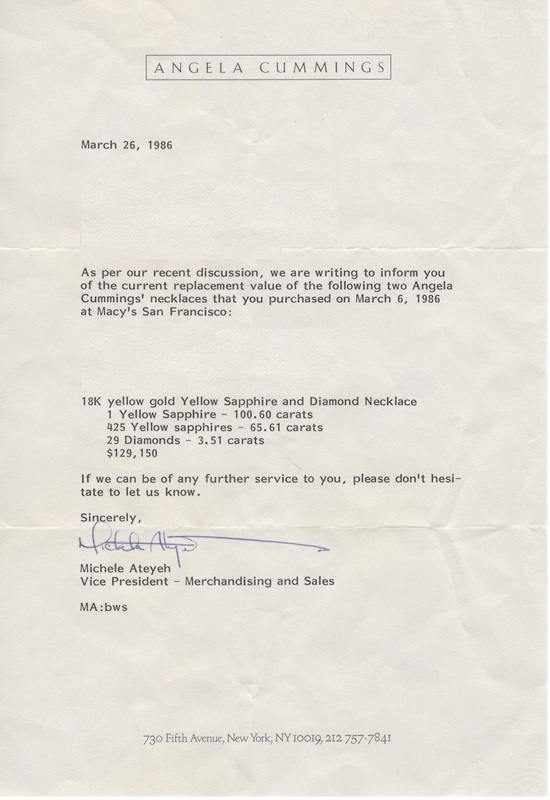 ANGELA CUMMINGS
March 26, 1986
As per our recent discussion, we are writing to inform you
of the current replacement value of the following two Angela
Cummings' necklaces that you purchased on March 6, 1986
at Macy's San Francisco:
18K yellow gold Yellow Sapphire and Diamond Necklace
1 Yellow Sapphire - 100.60 carats
425 Yellow sapphires - 65.61 carats
29 Diamonds - 3.51 carats
$129,150
If we can be of any further service to you, please don't hesi-
tate to let us know.
Sincerely,
Michele Ateyeh
Michele Ateyeh
Vice President - Merchandising and Sales
MA:bws
730 Fifth Avenue, New York, NY 10019, 212 757-7841